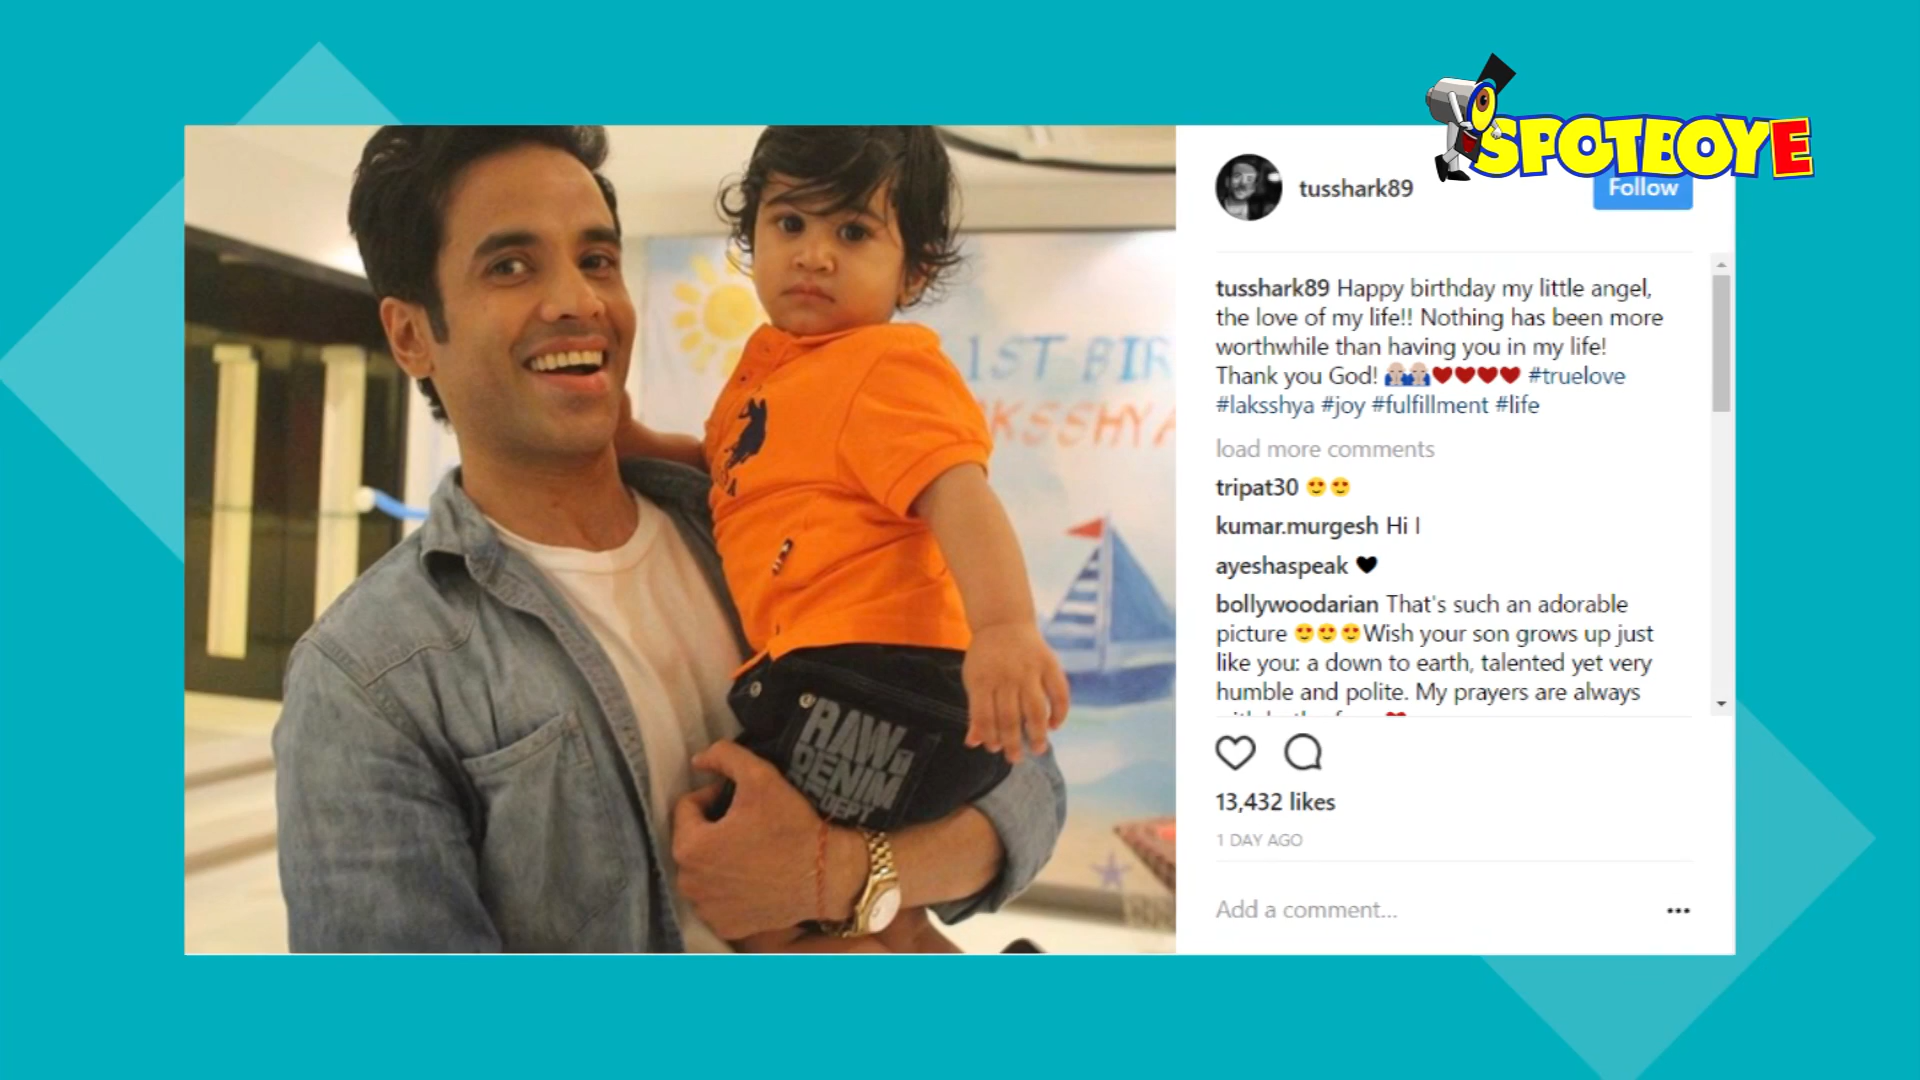 SPOTBOYE
tusshark89
Follow
tusshark89 Happy birthday my little angel,
the love of my life!! Nothing has been more
worthwhile than having you in my life!
Thank you God! 🙏🏼🙏🏼❤❤❤❤ #truelove
#laksshya #joy #fulfillment #life
load more comments
tripat30 😍😍
kumar.murgesh Hi I
ayeshaspeak 🖤
bollywoodarian That's such an adorable
picture 😍😍😍Wish your son grows up just
like you: a down to earth, talented yet very
humble and polite. My prayers are always
13,432 likes
1 DAY AGO
Add a comment...
1ST BIR
AKSSHYA
RAW
DENIM
DEPT